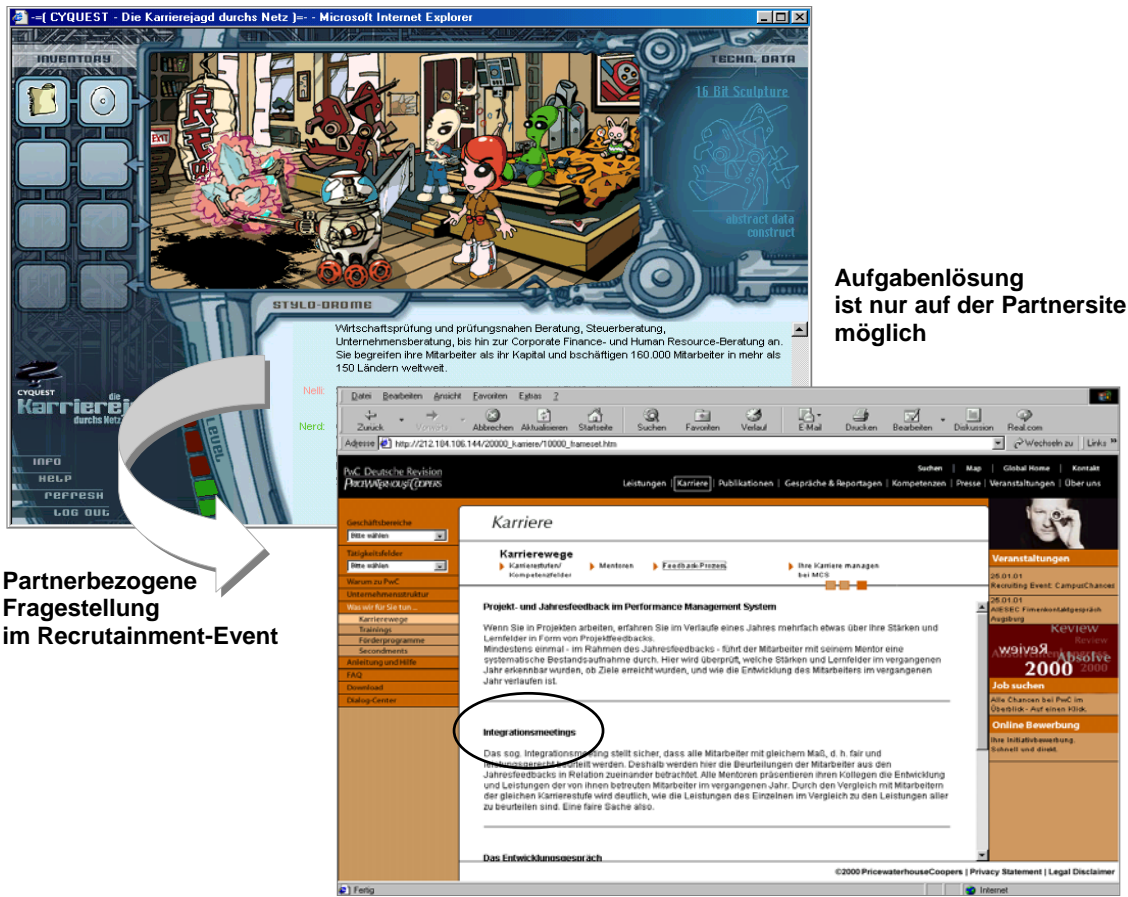 -=( CYQUEST - Die Karrierejagd durchs Netz )=- - Microsoft Internet Explorer
INVENTORY
TECHN. DATA
16 Bit Sculpture
EXIT
abstract data
construct
STYLO-DROME
Wirtschaftsprüfung und prüfungsnahen Beratung, Steuerberatung,
Unternehmensberatung, bis hin zur Corporate Finance- und Human Resource-Beratung an.
Sie begreifen ihre Mitarbeiter als ihr Kapital und bschäftigen 160.000 Mitarbeiter in mehr als
150 Ländern weltweit.
Neili:
Nerd:
CYQUEST
die
Karrierej
durchs Netz
Level
INFO
HELP
REFRESH
LOG OUT
Aufgabenlösung
ist nur auf der Partnersite
möglich
Partnerbezogene
Fragestellung
im Recrutainment-Event
Datei Bearbeiten Ansicht Favoriten Extras ?
Zurück Vorwärts Abbrechen Aktualisieren Startseite Suchen Favoriten Verlauf E-Mail Drucken Bearbeiten Diskussion Real.com
Adresse http://212.184.106.144/20000_karriere/10000_frameset.htm Wechseln zu Links »
PwC Deutsche Revision
PRICEWATERHOUSECOOPERS
Suchen | Map | Global Home | Kontakt
Leistungen | Karriere | Publikationen | Gespräche & Reportagen | Kompetenzen | Presse | Veranstaltungen | Über uns
Geschäftsbereiche
Bitte wählen
Tätigkeitsfelder
Bitte wählen
Warum zu PwC
Unternehmensstruktur
Was wir für Sie tun ...
Karrierewege
Trainings
Förderprogramme
Secondments
Anleitung und Hilfe
FAQ
Download
Dialog-Center
Karriere
Karrierewege
Karrierestufen/
Kompetenzfelder
Mentoren
Feedback-Prozess
Ihre Karriere managen
bei MCS
Projekt- und Jahresfeedback im Performance Management System
Wenn Sie in Projekten arbeiten, erfahren Sie im Verlaufe eines Jahres mehrfach etwas über Ihre Stärken und
Lernfelder in Form von Projektfeedbacks.
Mindestens einmal - im Rahmen des Jahresfeedbacks - führt der Mitarbeiter mit seinem Mentor eine
systematische Bestandsaufnahme durch. Hier wird überprüft, welche Stärken und Lernfelder im vergangenen
Jahr erkennbar wurden, ob Ziele erreicht wurden, und wie die Entwicklung des Mitarbeiters im vergangenen
Jahr verlaufen ist.
Integrationsmeetings
Das sog. Integrationsmeeting stellt sicher, dass alle Mitarbeiter mit gleichem Maß, d. h. fair und
leistungsgerecht beurteilt werden. Deshalb werden hier die Beurteilungen der Mitarbeiter aus den
Jahresfeedbacks in Relation zueinander betrachtet. Alle Mentoren präsentieren ihren Kollegen die Entwicklung
und Leistungen der von ihnen betreuten Mitarbeiter im vergangenen Jahr. Durch den Vergleich mit Mitarbeitern
der gleichen Karrierestufe wird deutlich, wie die Leistungen des Einzelnen im Vergleich zu den Leistungen aller
zu beurteilen sind. Eine faire Sache also.
Das Entwicklungsgespräch
Veranstaltungen
25.01.01
Recruiting Event: CampusChances
25.01.01
AIESEC Firmenkontaktgespräch
Augsburg
Review
Review
Absolve
2000 2000
Job suchen
Alle Chancen bei PwC im
Überblick - Auf einen Klick.
Online Bewerbung
Ihre Initiativbewerbung.
Schnell und direkt.
©2000 PricewaterhouseCoopers | Privacy Statement | Legal Disclaimer
Fertig
Internet